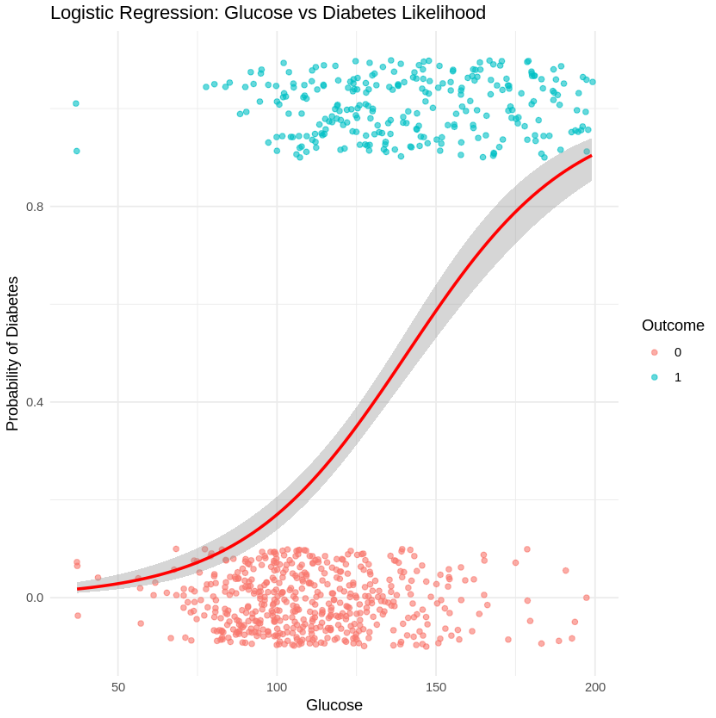 Logistic Regression: Glucose vs Diabetes Likelihood
Probability of Diabetes
0.8
0.4
0.0
50
100
150
200
Glucose
Outcome
0
1